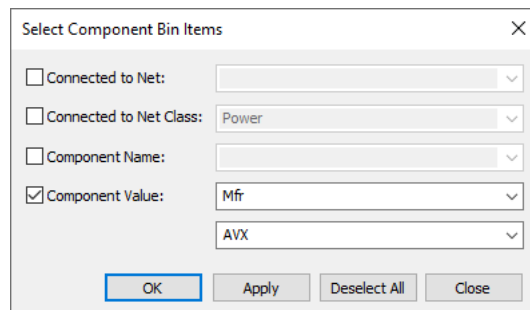 Select Component Bin Items
Connected to Net:
Connected to Net Class: Power
Component Name:
Component Value: Mfr
AVX
OK Apply Deselect All Close